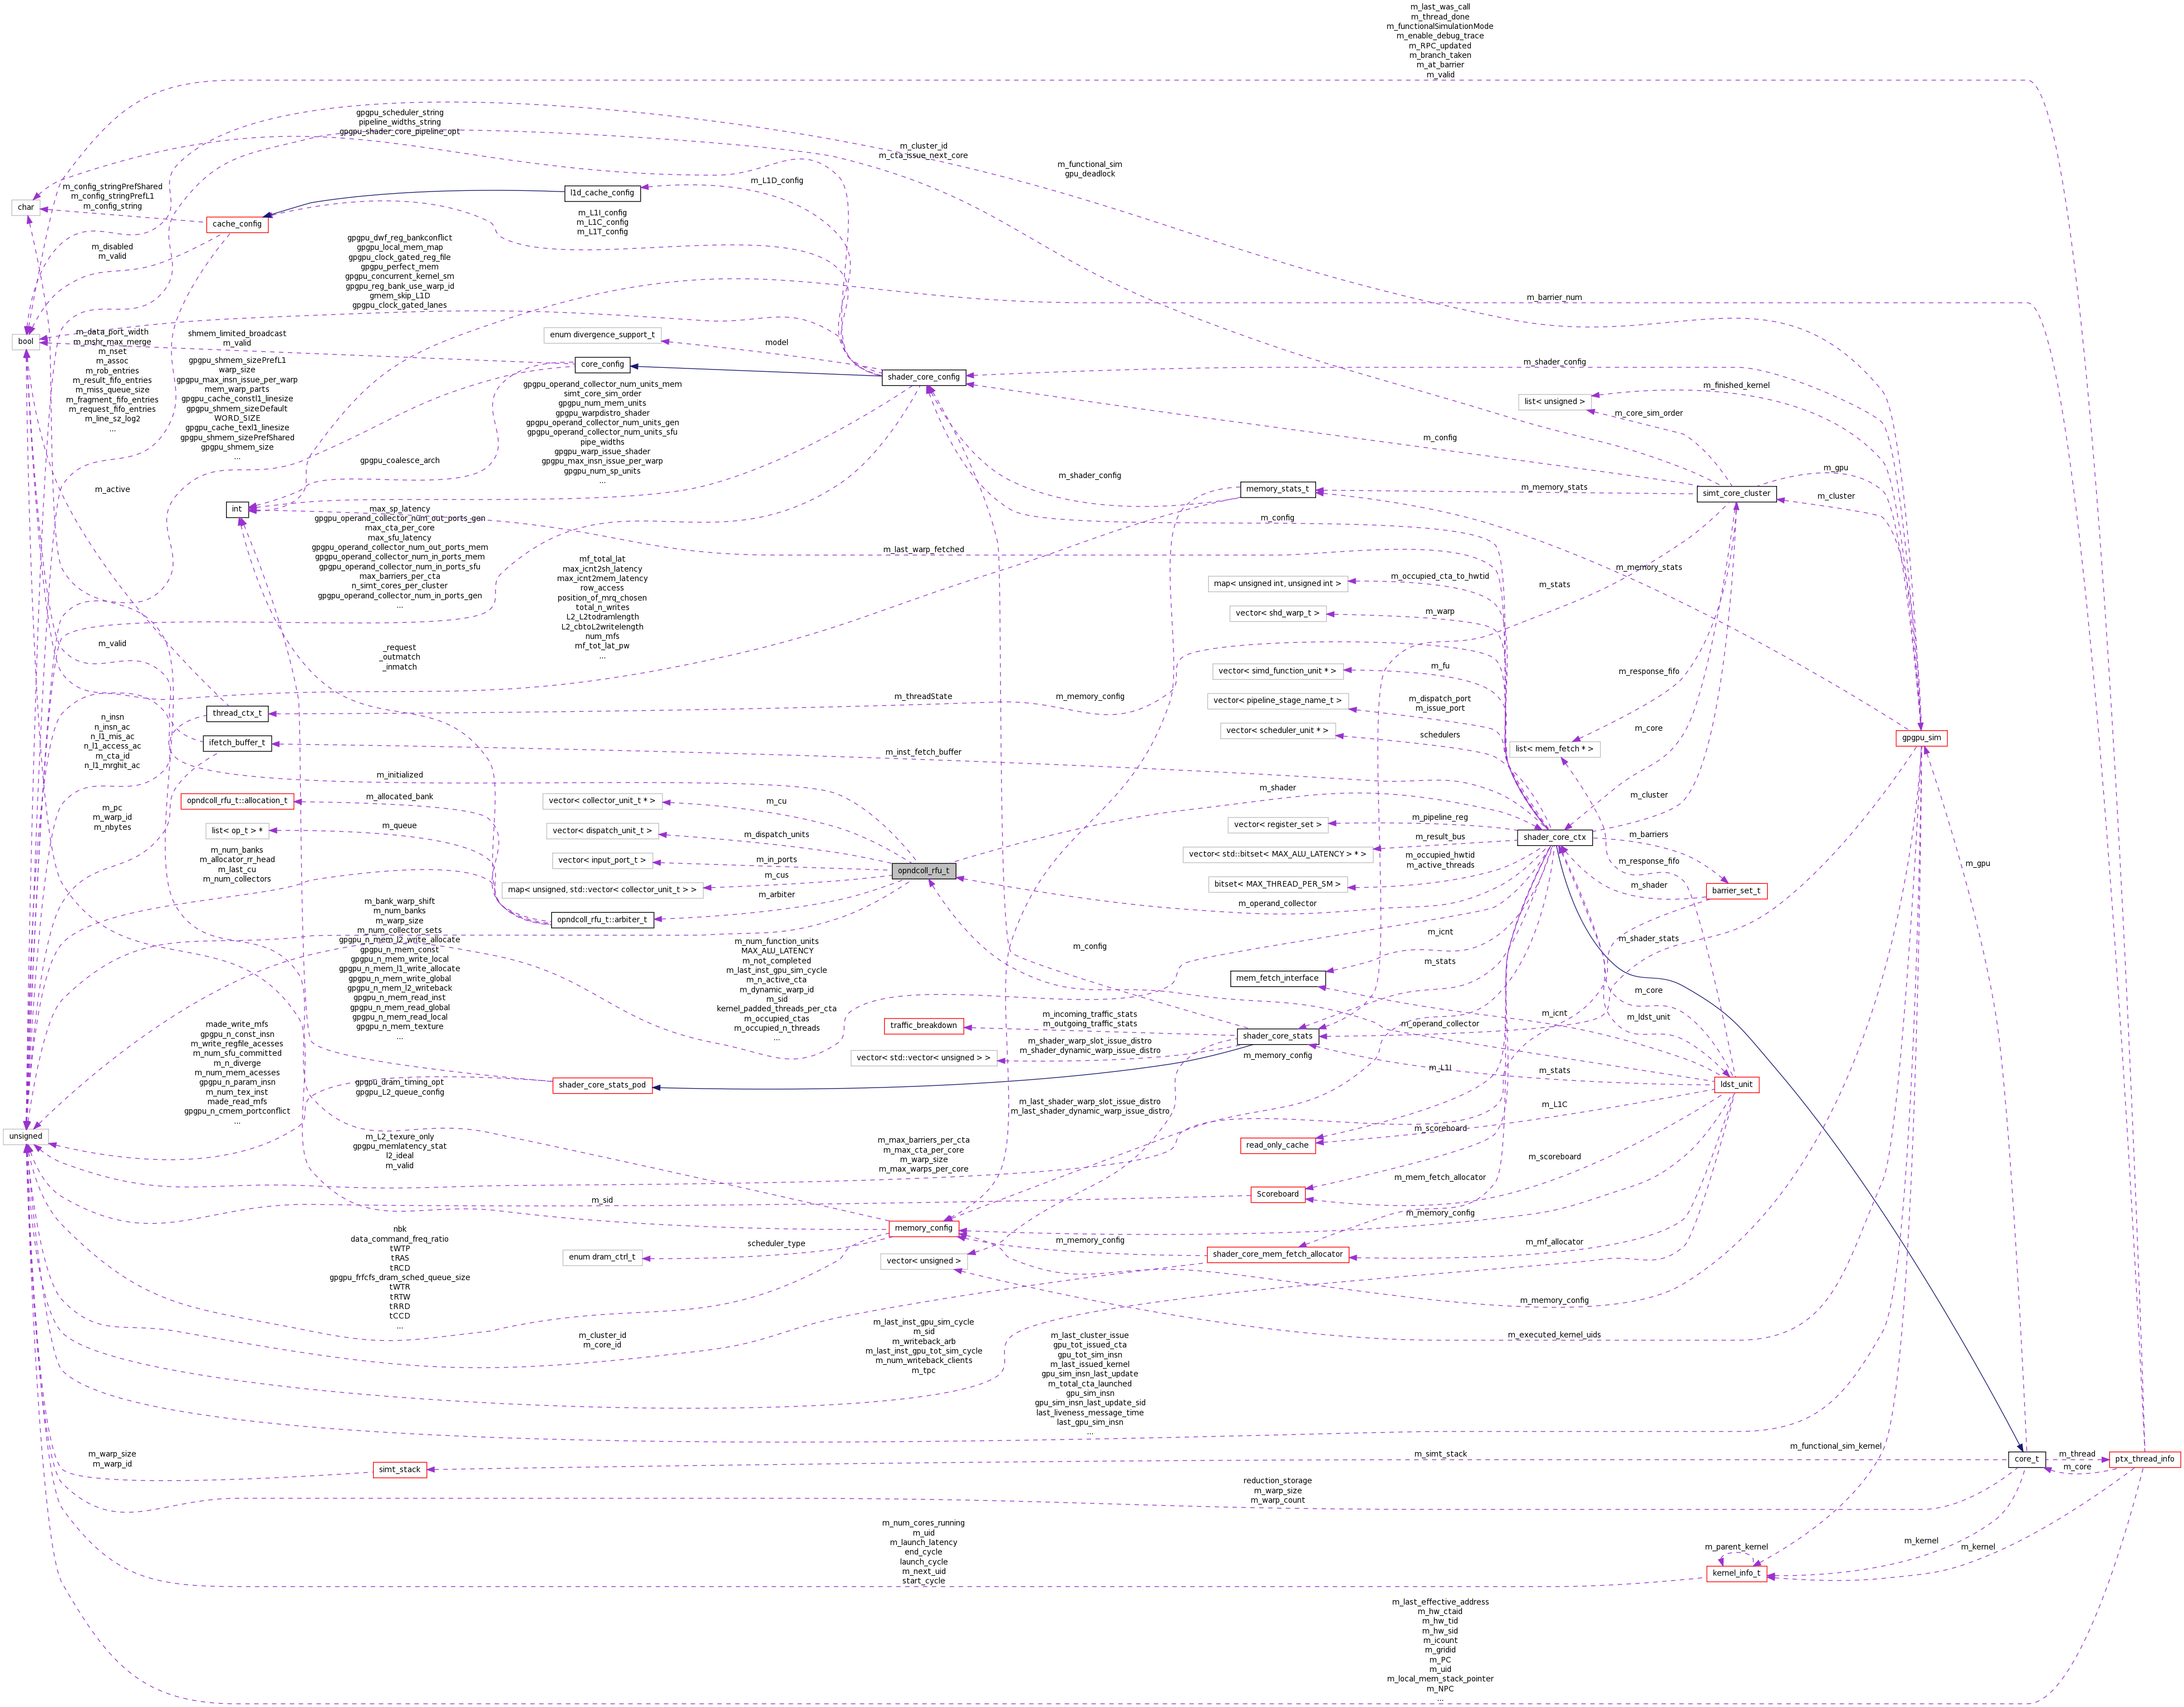 m_last_was_call
m_thread_done
m_functionalSimulationMode
m_enable_debug_trace
m_RPC_updated
m_branch_taken
m_at_barrier
m_valid
gpgpu_scheduler_string
pipeline_widths_string
gpgpu_shader_core_pipeline_opt
m_cluster_id
m_cta_issue_next_core
m_functional_sim
gpu_deadlock
m_config_stringPrefShared
m_config_stringPrefL1
m_config_string
char
cache_config
l1d_cache_config
m_L1D_config
m_L1I_config
m_L1C_config
m_L1T_config
m_disabled
m_valid
gpgpu_dwf_reg_bankconflict
gpgpu_local_mem_map
gpgpu_clock_gated_reg_file
gpgpu_perfect_mem
gpgpu_concurrent_kernel_sm
gpgpu_reg_bank_use_warp_id
gmem_skip_L1D
gpgpu_clock_gated_lanes
m_barrier_num
bool
m_data_port_width
m_mshr_max_merge
m_nset
m_assoc
m_rob_entries
m_result_fifo_entries
m_miss_queue_size
m_fragment_fifo_entries
m_request_fifo_entries
m_line_sz_log2
...
shmem_limited_broadcast
m_valid
gpgpu_shmem_sizePrefL1
warp_size
gpgpu_max_insn_issue_per_warp
mem_warp_parts
gpgpu_cache_constl1_linesize
gpgpu_shmem_sizeDefault
WORD_SIZE
gpgpu_cache_texl1_linesize
gpgpu_shmem_sizePrefShared
gpgpu_shmem_size
...
enum divergence_support_t
model
core_config
shader_core_config
m_shader_config
m_finished_kernel
list< unsigned >
m_core_sim_order
gpgpu_operand_collector_num_units_mem
simt_core_sim_order
gpgpu_num_mem_units
gpgpu_warpdistro_shader
gpgpu_operand_collector_num_units_gen
gpgpu_operand_collector_num_units_sfu
pipe_widths
gpgpu_warp_issue_shader
gpgpu_max_insn_issue_per_warp
gpgpu_num_sp_units
...
gpgpu_coalesce_arch
m_config
m_shader_config
m_gpu
m_active
memory_stats_t
m_memory_stats
simt_core_cluster
m_cluster
int
max_sp_latency
gpgpu_operand_collector_num_out_ports_gen
max_cta_per_core
max_sfu_latency
gpgpu_operand_collector_num_out_ports_mem
gpgpu_operand_collector_num_in_ports_mem
gpgpu_operand_collector_num_in_ports_sfu
max_barriers_per_cta
n_simt_cores_per_cluster
gpgpu_operand_collector_num_in_ports_gen
...
m_config
m_last_warp_fetched
mf_total_lat
max_icnt2sh_latency
max_icnt2mem_latency
row_access
position_of_mrq_chosen
total_n_writes
L2_L2todramlength
L2_cbtoL2writelength
num_mfs
mf_tot_lat_pw
...
m_memory_stats
map< unsigned int, unsigned int >
m_occupied_cta_to_hwtid
m_stats
vector< shd_warp_t >
m_warp
m_valid
_request
_outmatch
_inmatch
vector< simd_function_unit * >
m_fu
m_response_fifo
m_threadState
m_memory_config
vector< pipeline_stage_name_t >
m_dispatch_port
m_issue_port
thread_ctx_t
n_insn
n_insn_ac
n_l1_mis_ac
n_l1_access_ac
m_cta_id
n_l1_mrghit_ac
vector< scheduler_unit * >
schedulers
gpgpu_sim
ifetch_buffer_t
m_inst_fetch_buffer
list< mem_fetch * >
m_initialized
opndcoll_rfu_t::allocation_t
m_allocated_bank
vector< collector_unit_t * >
m_cu
m_shader
m_cluster
m_pc
m_warp_id
m_nbytes
list< op_t > *
m_queue
vector< dispatch_unit_t >
m_dispatch_units
vector< register_set >
m_pipeline_reg
shader_core_ctx
m_barriers
vector< input_port_t >
m_in_ports
vector< std::bitset< MAX_ALU_LATENCY > * >
m_result_bus
m_response_fifo
m_gpu
m_num_banks
m_allocator_rr_head
m_last_cu
m_num_collectors
m_cus
map< unsigned, std::vector< collector_unit_t > >
opndcoll_rfu_t
m_occupied_hwtid
m_active_threads
bitset< MAX_THREAD_PER_SM >
m_shader
barrier_set_t
m_arbiter
opndcoll_rfu_t::arbiter_t
m_operand_collector
m_bank_warp_shift
m_num_banks
m_warp_size
m_num_collector_sets
gpgpu_n_mem_l2_write_allocate
gpgpu_n_mem_const
gpgpu_n_mem_write_local
gpgpu_n_mem_l1_write_allocate
gpgpu_n_mem_write_global
gpgpu_n_mem_l2_writeback
gpgpu_n_mem_read_inst
gpgpu_n_mem_read_global
gpgpu_n_mem_read_local
gpgpu_n_mem_texture
...
m_num_function_units
MAX_ALU_LATENCY
m_not_completed
m_last_inst_gpu_sim_cycle
m_n_active_cta
m_dynamic_warp_id
m_sid
kernel_padded_threads_per_cta
m_occupied_ctas
m_occupied_n_threads
...
m_config
m_icnt
m_shader_stats
m_stats
mem_fetch_interface
m_core
m_incoming_traffic_stats
m_outgoing_traffic_stats
traffic_breakdown
m_icnt
m_operand_collector
m_ldst_unit
made_write_mfs
gpgpu_n_const_insn
m_write_regfile_acesses
m_num_sfu_committed
m_n_diverge
m_num_mem_acesses
gpgpu_n_param_insn
m_num_tex_inst
made_read_mfs
gpgpu_n_cmem_portconflict
...
shader_core_stats
m_shader_warp_slot_issue_distro
m_shader_dynamic_warp_issue_distro
vector< std::vector< unsigned > >
m_memory_config
m_L1I
m_stats
shader_core_stats_pod
ldst_unit
gpgpu_dram_timing_opt
gpgpu_L2_queue_config
m_last_shader_warp_slot_issue_distro
m_last_shader_dynamic_warp_issue_distro
m_L1C
unsigned
m_L2_texure_only
gpgpu_memlatency_stat
l2_ideal
m_valid
m_max_barriers_per_cta
m_max_cta_per_core
m_warp_size
m_max_warps_per_core
m_scoreboard
read_only_cache
m_scoreboard
m_mem_fetch_allocator
m_sid
Scoreboard
m_memory_config
memory_config
nbk
data_command_freq_ratio
tWTP
tRAS
tRCD
gpgpu_frfcfs_dram_sched_queue_size
tWTR
tRTW
tRRD
tCCD
...
scheduler_type
enum dram_ctrl_t
m_memory_config
shader_core_mem_fetch_allocator
m_mf_allocator
vector< unsigned >
m_memory_config
m_cluster_id
m_core_id
m_last_inst_gpu_sim_cycle
m_sid
m_writeback_arb
m_last_inst_gpu_tot_sim_cycle
m_num_writeback_clients
m_tpc
m_executed_kernel_uids
m_last_cluster_issue
gpu_tot_issued_cta
gpu_tot_sim_insn
m_last_issued_kernel
gpu_sim_insn_last_update
m_total_cta_launched
gpu_sim_insn
gpu_sim_insn_last_update_sid
last_liveness_message_time
last_gpu_sim_insn
...
m_functional_sim_kernel
m_warp_size
m_warp_id
simt_stack
m_simt_stack
core_t
m_thread
m_core
ptx_thread_info
reduction_storage
m_warp_size
m_warp_count
m_num_cores_running
m_uid
m_launch_latency
end_cycle
launch_cycle
m_next_uid
start_cycle
m_parent_kernel
m_kernel
m_kernel
kernel_info_t
m_last_effective_address
m_hw_ctaid
m_hw_tid
m_hw_sid
m_icount
m_gridid
m_PC
m_uid
m_local_mem_stack_pointer
m_NPC
...
m_core